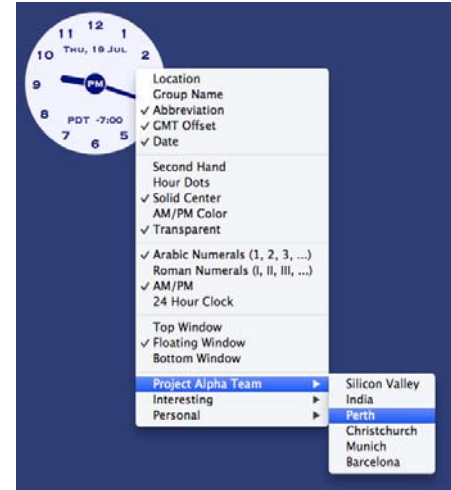 12
11
1
THU, 19 JUL
10
2
9
PM
8
PDT -7:00
7
5
6
Location
Group Name
✓ Abbreviation
✓ GMT Offset
✓ Date
Second Hand
Hour Dots
✓ Solid Center
AM/PM Color
✓ Transparent
✓ Arabic Numerals (1, 2, 3, ...)
Roman Numerals (I, II, III, ...)
✓ AM/PM
24 Hour Clock
Top Window
✓ Floating Window
Bottom Window
Project Alpha Team
Interesting
Personal
Silicon Valley
India
Perth
Christchurch
Munich
Barcelona